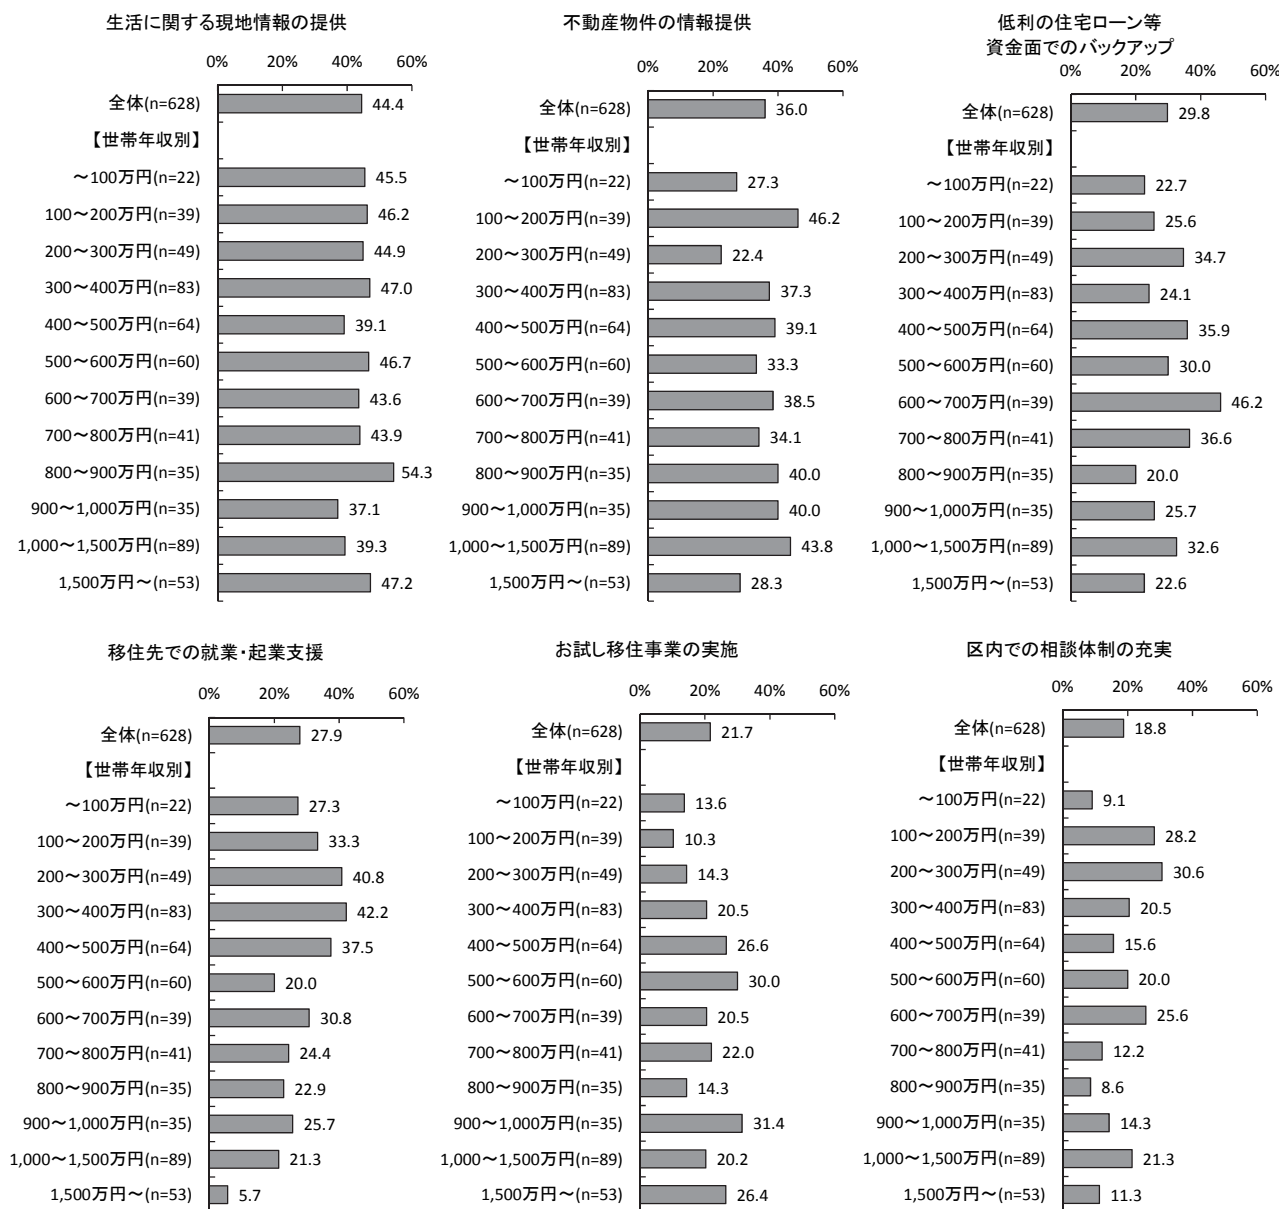 生活に関する現地情報の提供
0% 20% 40% 60%
全体(n=628) 44.4
【世帯年収別】
～100万円(n=22) 45.5
100～200万円(n=39) 46.2
200～300万円(n=49) 44.9
300～400万円(n=83) 47.0
400～500万円(n=64) 39.1
500～600万円(n=60) 46.7
600～700万円(n=39) 43.6
700～800万円(n=41) 43.9
800～900万円(n=35) 54.3
900～1,000万円(n=35) 37.1
1,000～1,500万円(n=89) 39.3
1,500万円～(n=53) 47.2
不動産物件の情報提供
0% 20% 40% 60%
全体(n=628) 36.0
【世帯年収別】
～100万円(n=22) 27.3
100～200万円(n=39) 46.2
200～300万円(n=49) 22.4
300～400万円(n=83) 37.3
400～500万円(n=64) 39.1
500～600万円(n=60) 33.3
600～700万円(n=39) 38.5
700～800万円(n=41) 34.1
800～900万円(n=35) 40.0
900～1,000万円(n=35) 40.0
1,000～1,500万円(n=89) 43.8
1,500万円～(n=53) 28.3
低利の住宅ローン等
資金面でのバックアップ
0% 20% 40% 60%
全体(n=628) 29.8
【世帯年収別】
～100万円(n=22) 22.7
100～200万円(n=39) 25.6
200～300万円(n=49) 34.7
300～400万円(n=83) 24.1
400～500万円(n=64) 35.9
500～600万円(n=60) 30.0
600～700万円(n=39) 46.2
700～800万円(n=41) 36.6
800～900万円(n=35) 20.0
900～1,000万円(n=35) 25.7
1,000～1,500万円(n=89) 32.6
1,500万円～(n=53) 22.6
移住先での就業・起業支援
0% 20% 40% 60%
全体(n=628) 27.9
【世帯年収別】
～100万円(n=22) 27.3
100～200万円(n=39) 33.3
200～300万円(n=49) 40.8
300～400万円(n=83) 42.2
400～500万円(n=64) 37.5
500～600万円(n=60) 20.0
600～700万円(n=39) 30.8
700～800万円(n=41) 24.4
800～900万円(n=35) 22.9
900～1,000万円(n=35) 25.7
1,000～1,500万円(n=89) 21.3
1,500万円～(n=53) 5.7
お試し移住事業の実施
0% 20% 40% 60%
全体(n=628) 21.7
【世帯年収別】
～100万円(n=22) 13.6
100～200万円(n=39) 10.3
200～300万円(n=49) 14.3
300～400万円(n=83) 20.5
400～500万円(n=64) 26.6
500～600万円(n=60) 30.0
600～700万円(n=39) 20.5
700～800万円(n=41) 22.0
800～900万円(n=35) 14.3
900～1,000万円(n=35) 31.4
1,000～1,500万円(n=89) 20.2
1,500万円～(n=53) 26.4
区内での相談体制の充実
0% 20% 40% 60%
全体(n=628) 18.8
【世帯年収別】
～100万円(n=22) 9.1
100～200万円(n=39) 28.2
200～300万円(n=49) 30.6
300～400万円(n=83) 20.5
400～500万円(n=64) 15.6
500～600万円(n=60) 20.0
600～700万円(n=39) 25.6
700～800万円(n=41) 12.2
800～900万円(n=35) 8.6
900～1,000万円(n=35) 14.3
1,000～1,500万円(n=89) 21.3
1,500万円～(n=53) 11.3